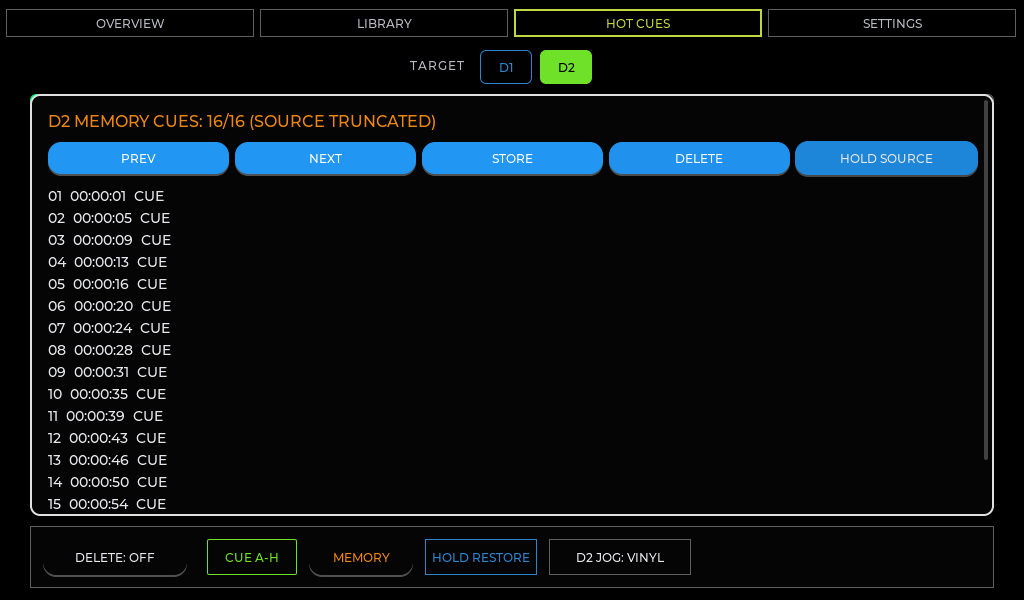 OVERVIEW LIBRARY HOT CUES SETTINGS
TARGET D1 D2
D2 MEMORY CUES: 16/16 (SOURCE TRUNCATED)
PREV NEXT STORE DELETE HOLD SOURCE
01 00:00:01 CUE
02 00:00:05 CUE
03 00:00:09 CUE
04 00:00:13 CUE
05 00:00:16 CUE
06 00:00:20 CUE
07 00:00:24 CUE
08 00:00:28 CUE
09 00:00:31 CUE
10 00:00:35 CUE
11 00:00:39 CUE
12 00:00:43 CUE
13 00:00:46 CUE
14 00:00:50 CUE
15 00:00:54 CUE
DELETE: OFF CUE A-H MEMORY HOLD RESTORE D2 JOG: VINYL